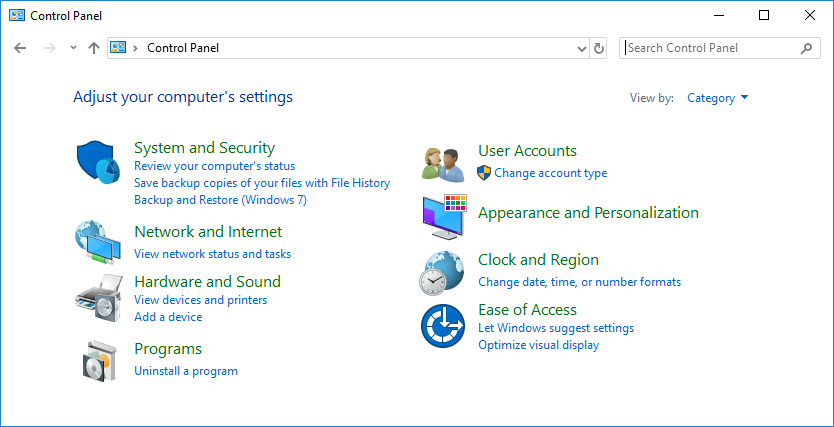 Control Panel
Control Panel
Search Control Panel
Adjust your computer's settings
View by: Category
System and Security
Review your computer's status
Save backup copies of your files with File History
Backup and Restore (Windows 7)
Network and Internet
View network status and tasks
Hardware and Sound
View devices and printers
Add a device
Programs
Uninstall a program
User Accounts
Change account type
Appearance and Personalization
Clock and Region
Change date, time, or number formats
Ease of Access
Let Windows suggest settings
Optimize visual display